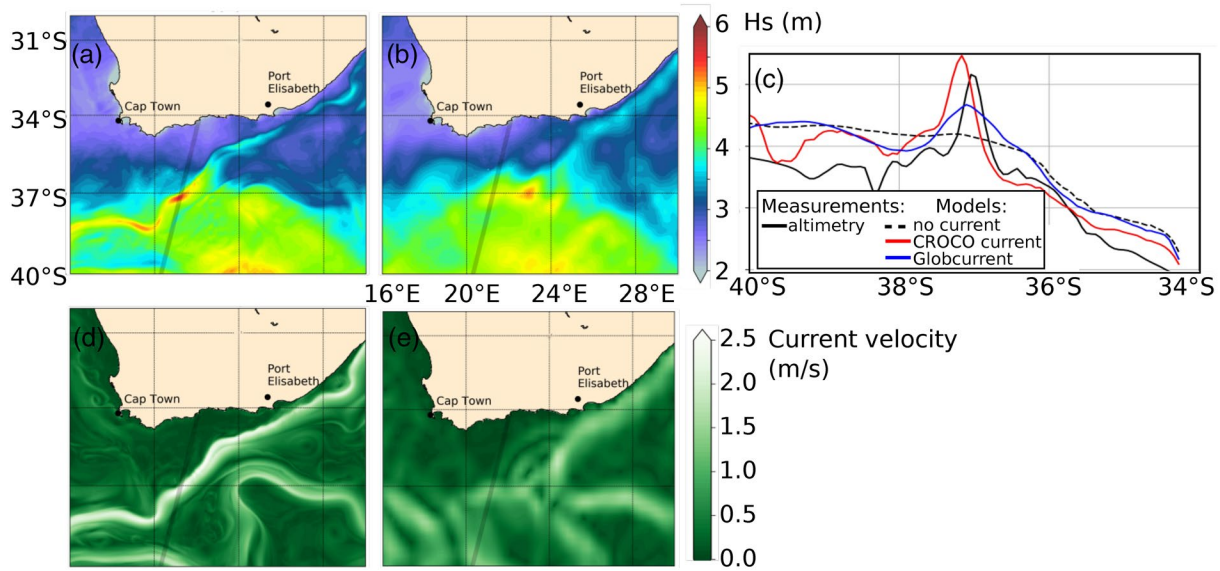 (a)
Port
Elisabeth
Cap Town
31°S
34°S
37°S
40°S
(b)
Port
Elisabeth
Cap Town
16°E 20°E 24°E 28°E
6 Hs (m)
5
4
3
2
(c)
5
4
3
2
Measurements: Models:
altimetry no current
CROCO current
Globcurrent
40°S 38°S 36°S 34°S
(d)
Port
Elisabeth
Cap Town
(e)
Port
Elisabeth
Cap Town
2.5 Current velocity
(m/s)
2.0
1.5
1.0
0.5
0.0